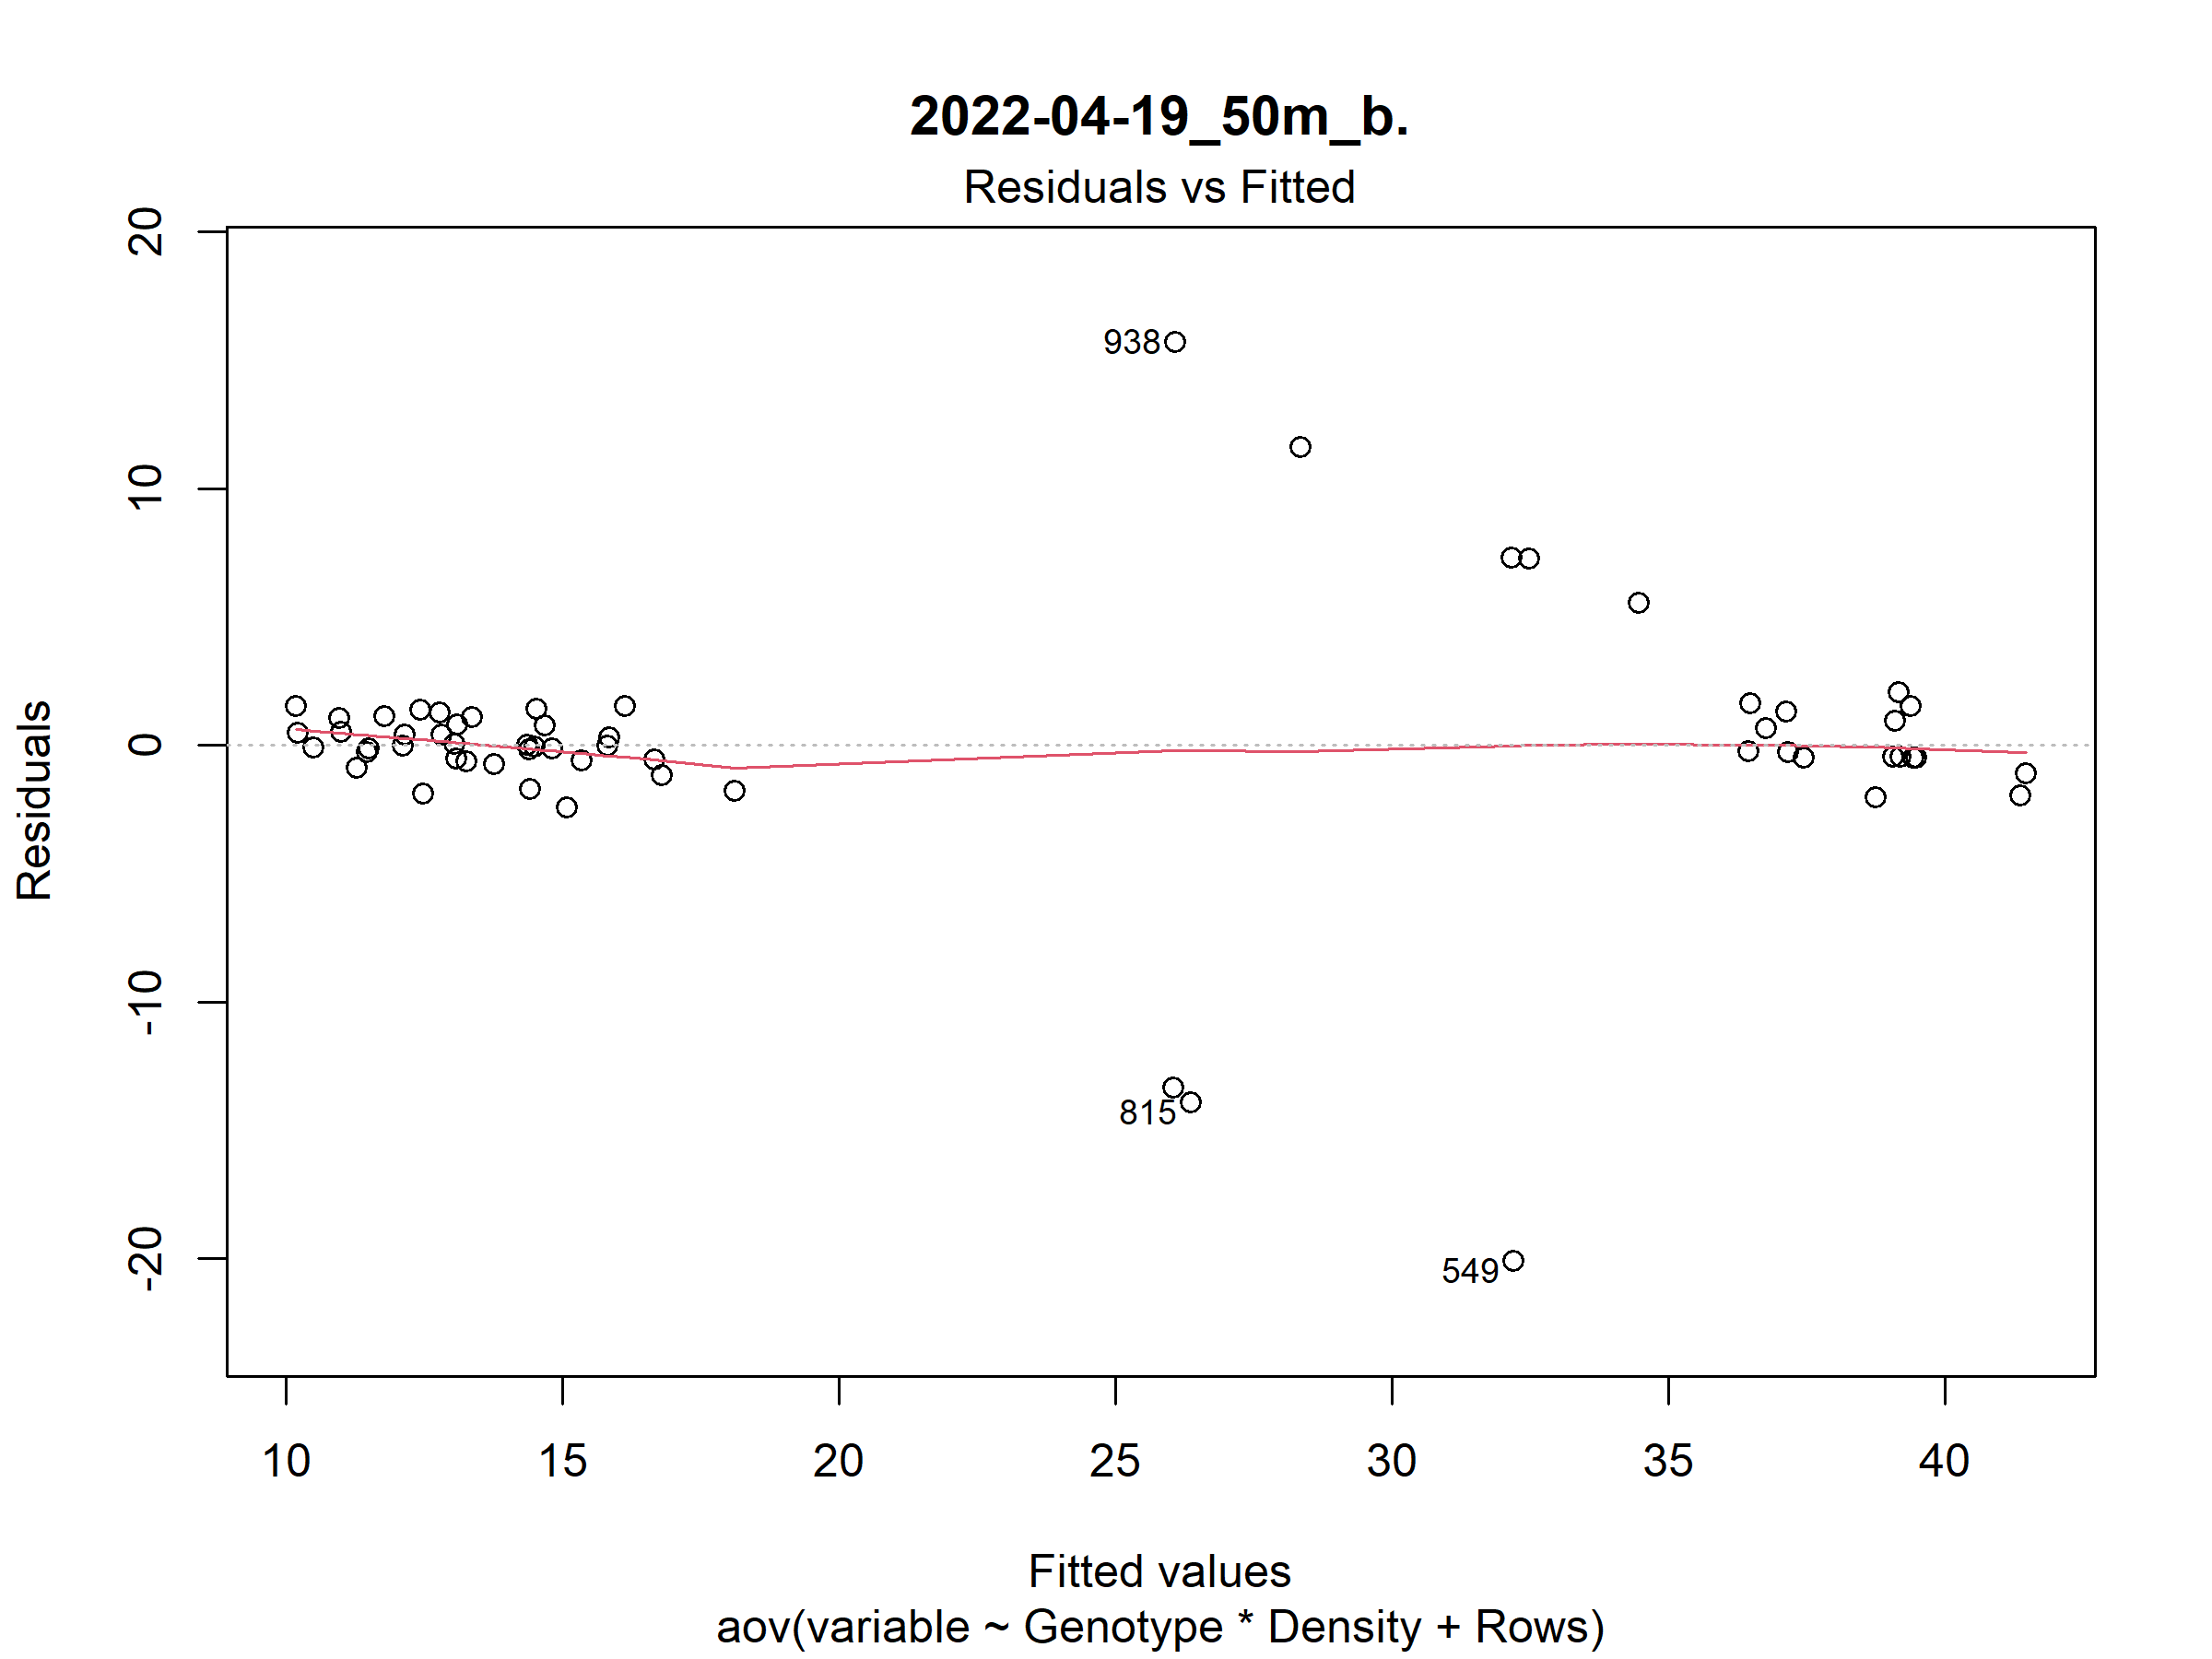 2022-04-19_50m_b.
Residuals vs Fitted
20
10
0
-10
-20
Residuals
938
815
549
10 15 20 25 30 35 40
Fitted values
aov(variable ~ Genotype * Density + Rows)